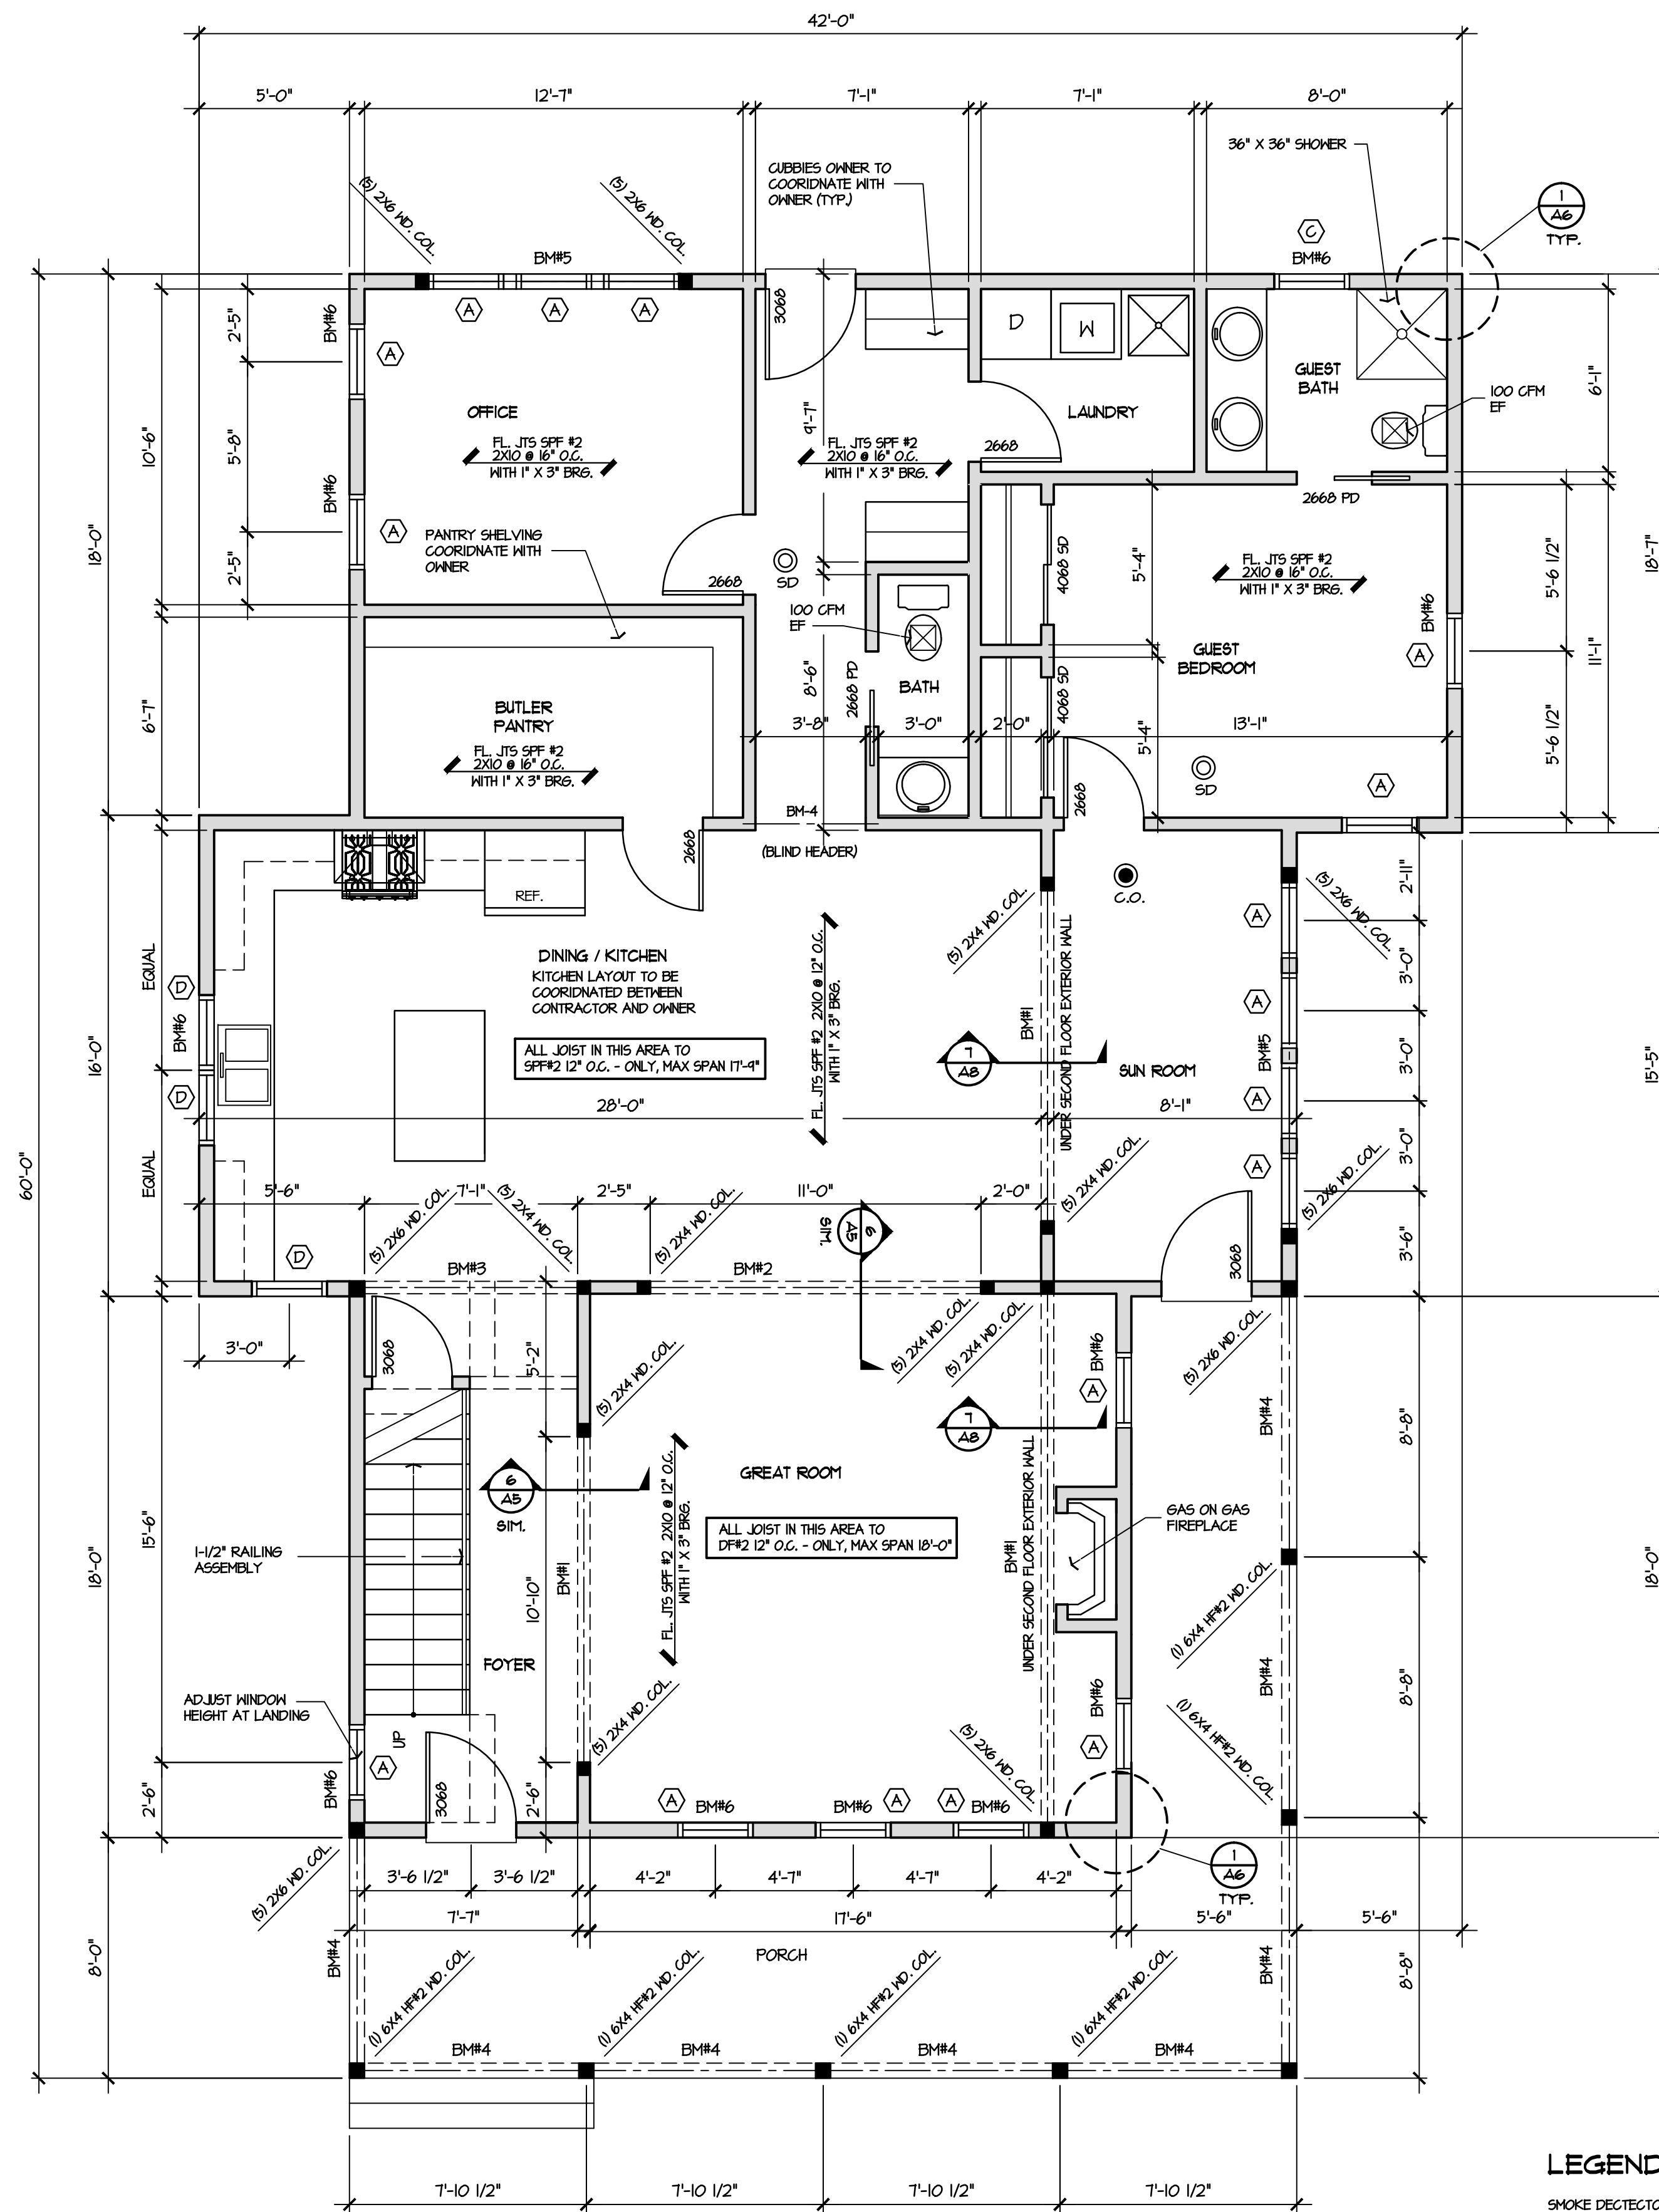 42'-0"
5'-0"
12'-7"
7'-1"
7'-1"
8'-0"
36" X 36" SHOWER
CUBBIES OWNER TO
COORIDNATE WITH
OWNER (TYP.)
(5) 2X6 WD. COL.
(5) 2X6 WD. COL.
1
A6
TYP.
C
BM#5
BM#6
A
A
A
3068
D
W
2'-5"
BM#6
A
GUEST
BATH
100 CFM
EF
6'-1"
OFFICE
LAUNDRY
9'-7"
10'-6"
5'-8"
FL. JTS SPF #2
2X10 @ 16" O.C.
WITH 1" X 3" BRG.
FL. JTS SPF #2
2X10 @ 16" O.C.
WITH 1" X 3" BRG.
2668
BM#6
A
2668 PD
18'-0"
PANTRY SHELVING
COORIDNATE WITH
OWNER
2'-5"
2668
SD
4068 SD
5'-4"
FL. JTS SPF #2
2X10 @ 16" O.C.
WITH 1" X 3" BRG.
5'-6 1/2"
18'-7"
100 CFM
EF
BM#6
A
GUEST
BEDROOM
11'-1"
6'-7"
BUTLER
PANTRY
8'-6"
2668 PD
BATH
4068 SD
3'-8"
3'-0"
2'-0"
13'-1"
5'-4"
5'-6 1/2"
FL. JTS SPF #2
2X10 @ 16" O.C.
WITH 1" X 3" BRG.
SD
A
2668
BM-4
(BLIND HEADER)
2668
REF.
C.O.
(5) 2X4 WD. COL.
A
(5) 2X6 WD. COL.
2'-11"
EQUAL
DINING / KITCHEN
KITCHEN LAYOUT TO BE
COORIDNATED BETWEEN
CONTRACTOR AND OWNER
D
BM#6
FL. JTS SPF #2 2X10 @ 12" O.C.
WITH 1" X 3" BRG.
BM#1
UNDER SECOND FLOOR EXTERIOR WALL
A
3'-0"
ALL JOIST IN THIS AREA TO
SPF#2 12" O.C. - ONLY, MAX SPAN 17'-9"
7
A8
SUN ROOM
BM#5
3'-0"
15'-5"
16'-0"
D
28'-0"
8'-1"
A
EQUAL
A
3'-0"
5'-6"
7'-1"
2'-5"
11'-0"
2'-0"
(5) 2X6 WD. COL.
(5) 2X4 WD. COL.
(5) 2X4 WD. COL.
(5) 2X4 WD. COL.
(5) 2X6 WD. COL.
6
A5
SIM.
3'-6"
D
BM#3
BM#2
3068
60'-0"
3'-0"
3068
5'-2"
(5) 2X4 WD. COL.
(5) 2X4 WD. COL.
(5) 2X4 WD. COL.
BM#6
A
(5) 2X6 WD. COL.
BM#4
8'-8"
7
A8
6
A5
SIM.
FL. JTS SPF #2 2X10 @ 12" O.C.
WITH 1" X 3" BRG.
GREAT ROOM
ALL JOIST IN THIS AREA TO
DF#2 12" O.C. - ONLY, MAX SPAN 18'-0"
BM#1
UNDER SECOND FLOOR EXTERIOR WALL
GAS ON GAS
FIREPLACE
15'-6"
18'-0"
18'-0"
1-1/2" RAILING
ASSEMBLY
10'-10"
BM#1
(1) 6X4 HF#2 WD. COL.
FOYER
BM#4
8'-8"
ADJUST WINDOW
HEIGHT AT LANDING
UP
(5) 2X4 WD. COL.
(5) 2X6 WD. COL.
BM#6
A
(1) 6X4 HF#2 WD. COL.
A
BM#6
2'-6"
3068
2'-6"
A
BM#6
BM#6
A
A
BM#6
(5) 2X6 WD. COL.
1
A6
TYP.
3'-6 1/2"
3'-6 1/2"
4'-2"
4'-7"
4'-7"
4'-2"
7'-7"
17'-6"
5'-6"
5'-6"
8'-0"
BM#4
PORCH
BM#4
8'-8"
(1) 6X4 HF#2 WD. COL.
(1) 6X4 HF#2 WD. COL.
(1) 6X4 HF#2 WD. COL.
(1) 6X4 HF#2 WD. COL.
BM#4
BM#4
BM#4
BM#4
7'-10 1/2"
7'-10 1/2"
7'-10 1/2"
7'-10 1/2"
LEGEND
SMOKE DECTECTO